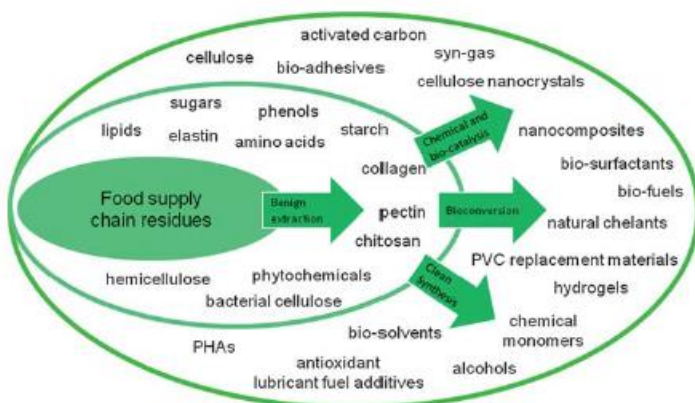 activated carbon
cellulose
syn-gas
bio-adhesives
cellulose nanocrystals
sugars
phenols
lipids
elastin
amino acids
starch
Chemical and
bio-catalysis
nanocomposites
collagen
bio-surfactants
Food supply
chain residues
Benign
extraction
pectin
Bioconversion
bio-fuels
natural chelants
chitosan
PVC replacement materials
hemicellulose
phytochemicals
bacterial cellulose
Clean
Synthesis
hydrogels
chemical
monomers
bio-solvents
PHAs
antioxidant
lubricant fuel additives
alcohols